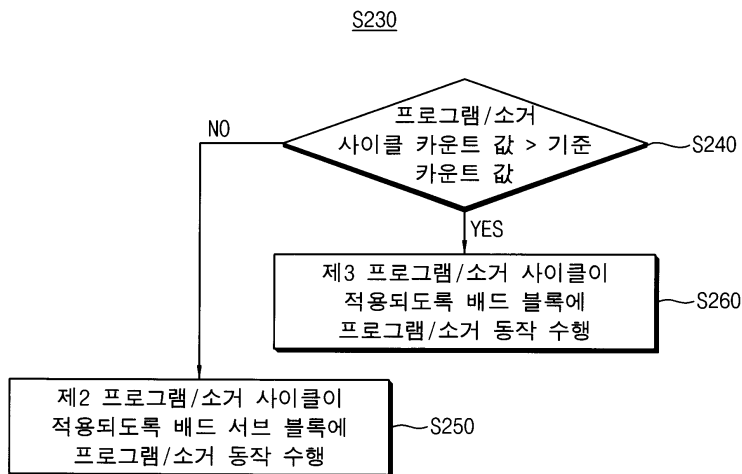 S230
프로그램/소거
사이클 카운트 값 > 기준
카운트 값
S240
NO
YES
제3 프로그램/소거 사이클이
적용되도록 배드 블록에
프로그램/소거 동작 수행
S260
제2 프로그램/소거 사이클이
적용되도록 배드 서브 블록에
프로그램/소거 동작 수행
S250